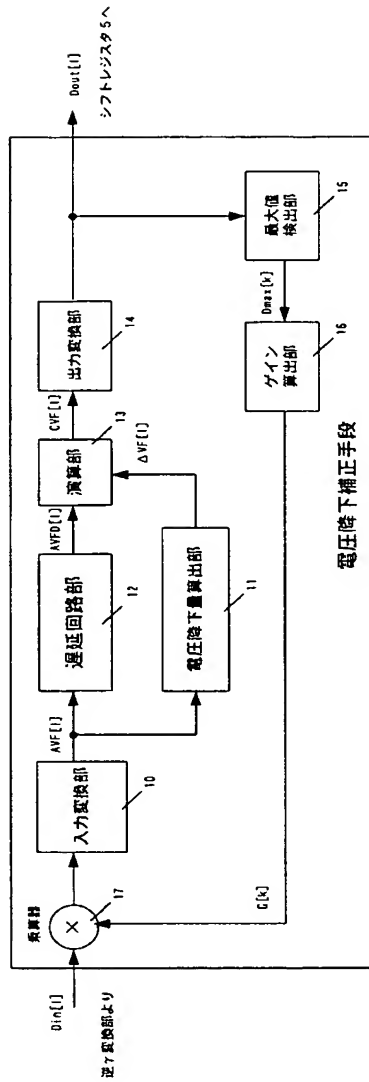 逆γ変換部より
Din[l]
乗算器
×
17
入力変換部
10
AVF[l]
遅延回路部
12
AVFD[l]
電圧降下量算出部
11
ΔVF[l]
演算部
13
CVF[l]
出力変換部
14
Dout[l]
シフトレジスタ5へ
最大値
検出部
15
Dmax[k]
ゲイン
算出部
16
G[k]
電圧降下補正手段